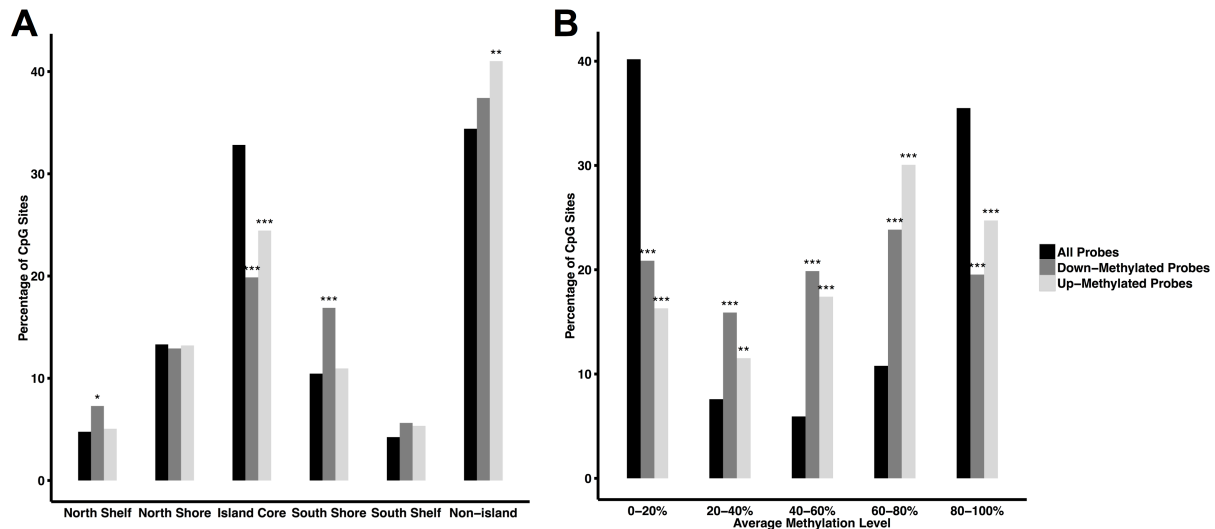 A
B
Percentage of CpG Sites
40
30
20
10
0
*
***
***
***
**
North Shelf North Shore Island Core South Shore South Shelf Non-island
Percentage of CpG Sites
40
30
20
10
0
***
***
***
**
***
***
***
***
***
***
0-20% 20-40% 40-60% 60-80% 80-100%
Average Methylation Level
All Probes
Down-Methylated Probes
Up-Methylated Probes